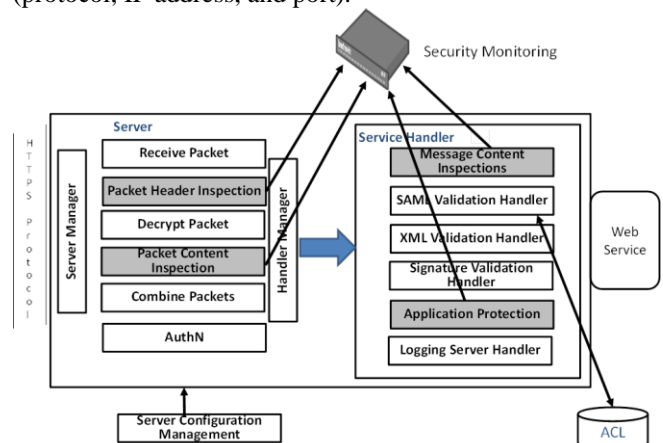 (protocol, IP address, and port).
Security Monitoring
HTTPS Protocol
Server
Server Manager
Receive Packet
Packet Header Inspection
Decrypt Packet
Packet Content
Inspection
Combine Packets
AuthN
Handler Manager
Service Handler
Message Content
Inspections
SAML Validation Handler
XML Validation Handler
Signature Validation
Handler
Application Protection
Logging Server Handler
Web
Service
Server Configuration
Management
ACL